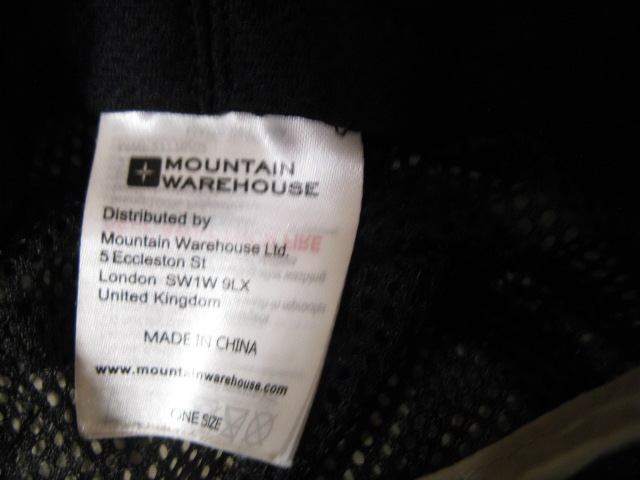 MOUNTAIN
WAREHOUSE
Distributed by
Mountain Warehouse Ltd.
5 Eccleston St
London SW1W 9LX
United Kingdom
MADE IN CHINA
www.mountainwarehouse.com
ONE SIZE